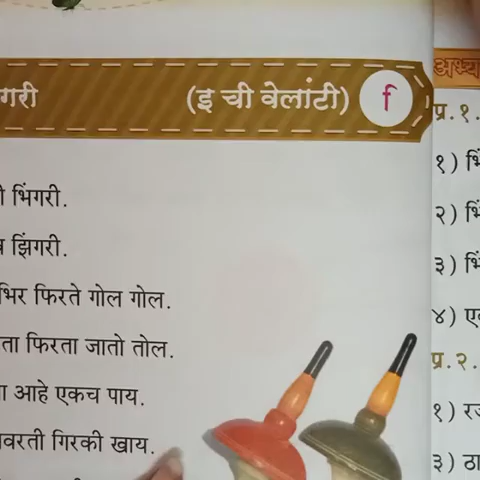 गरी (इ ची वेलांटी) ि
भिंगरी.
झिंगरी.
भिर फिरते गोल गोल.
ता फिरता जातो तोल.
आहे एकच पाय.
वरती गिरकी खाय.
अभ्य
प्र.१.
१) भिं
२) भिं
३) भिं
४) ए
प्र.२.
१) र
३) ठा